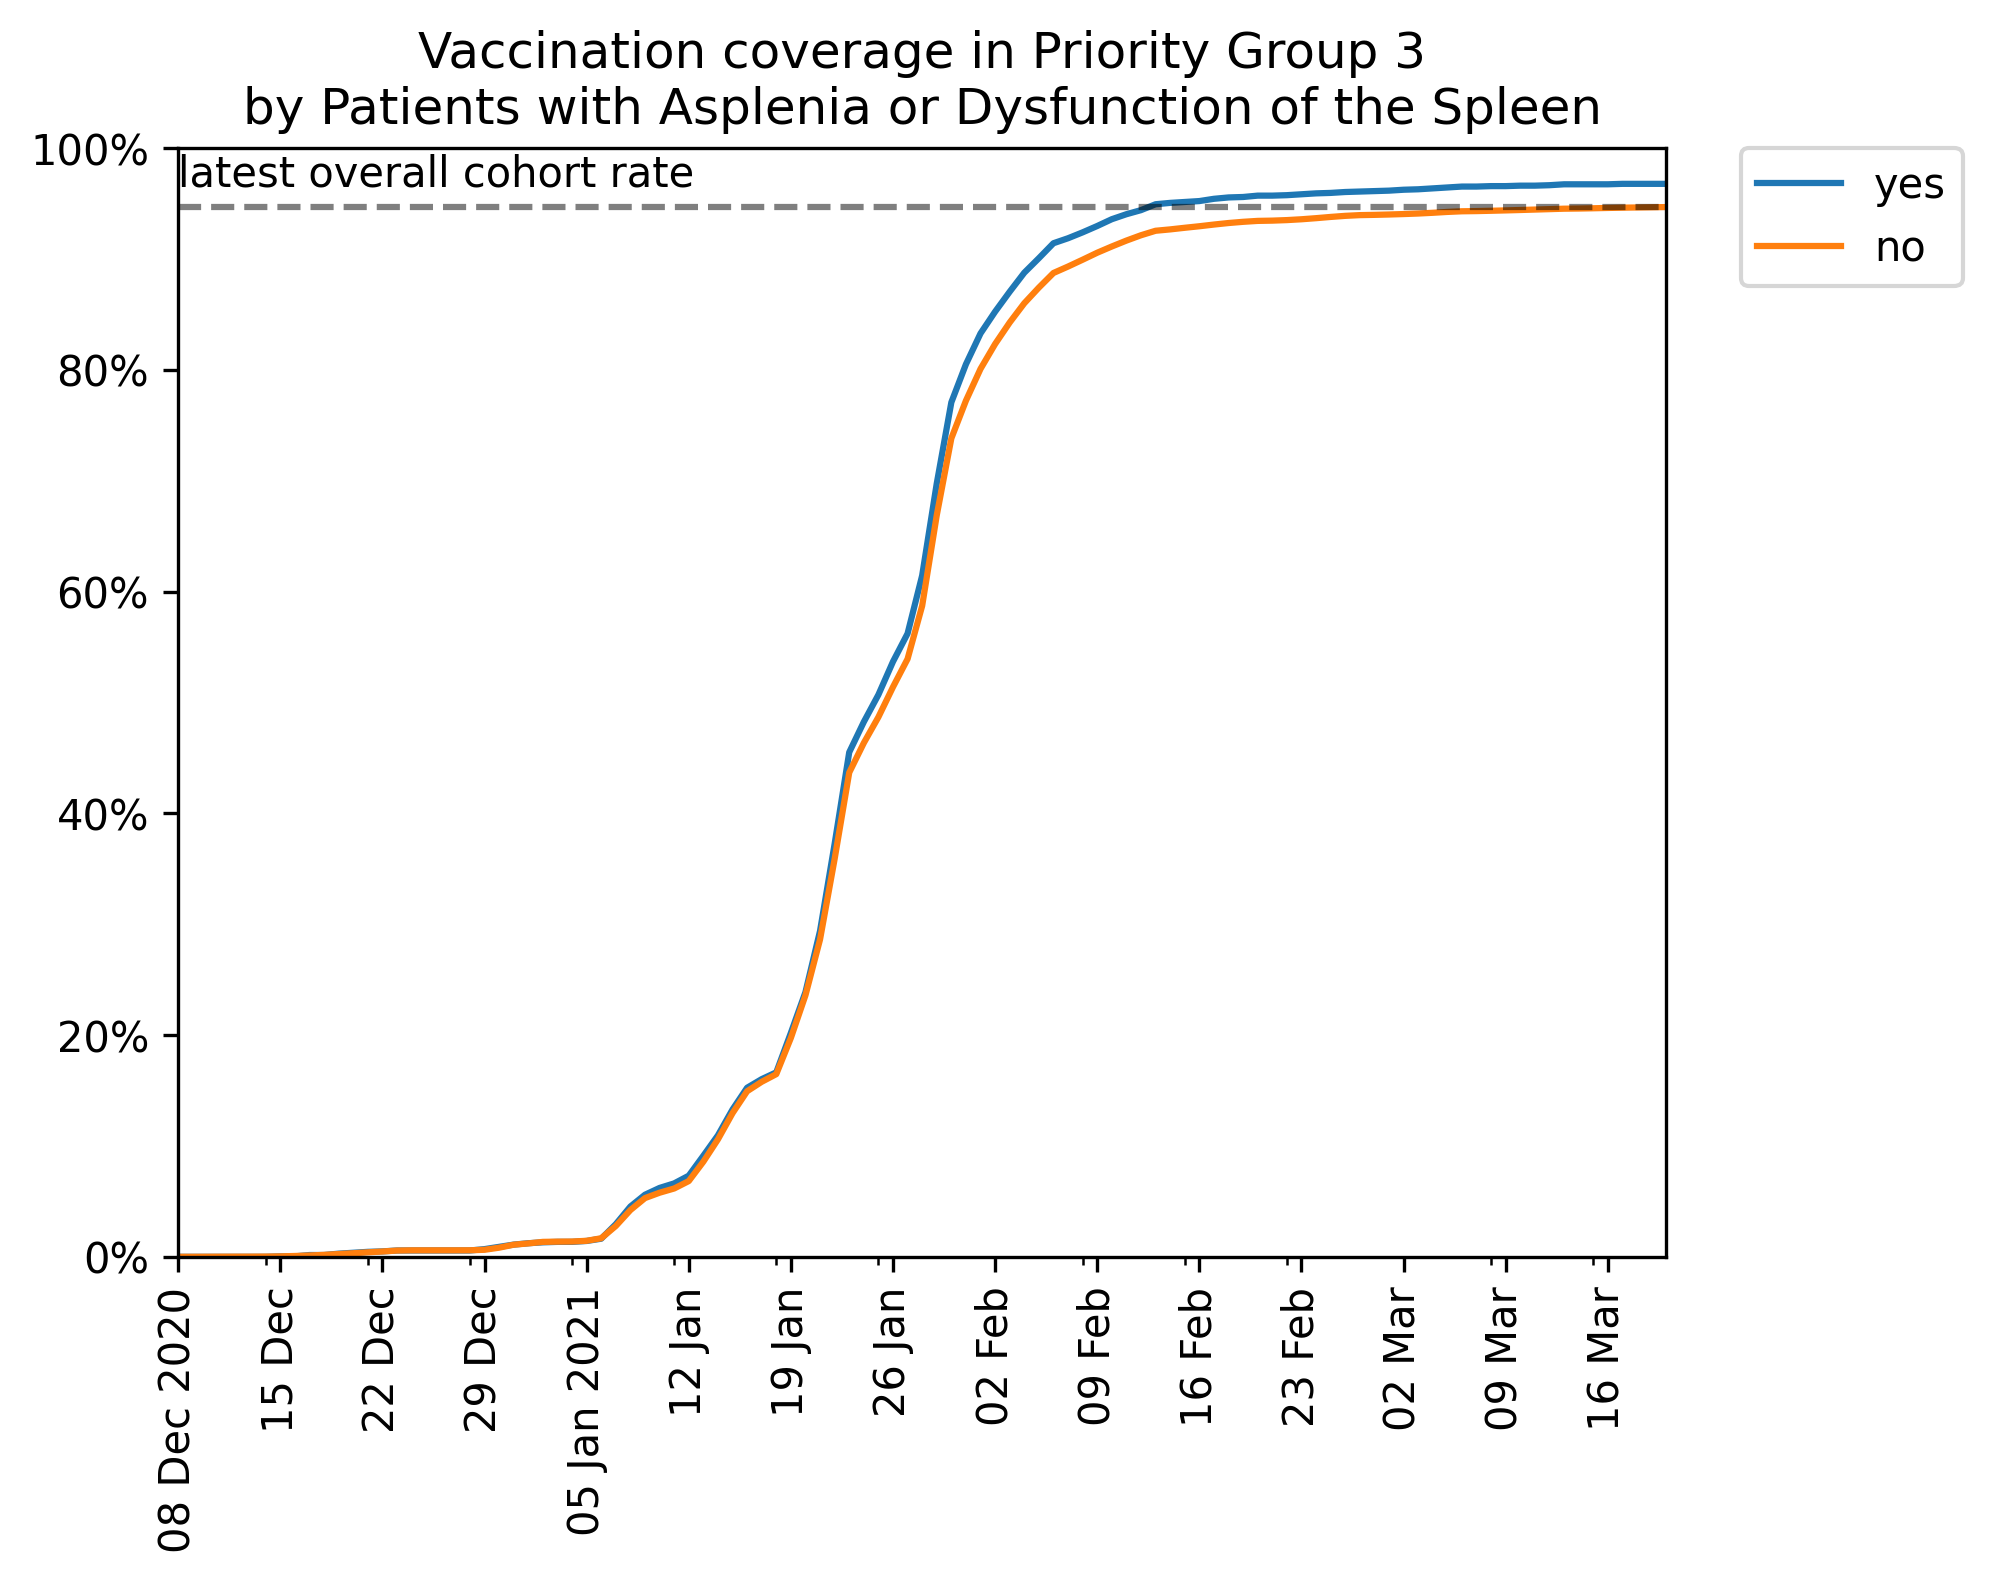 Vaccination coverage in Priority Group 3
by Patients with Asplenia or Dysfunction of the Spleen
100%
80%
60%
40%
20%
0%
latest overall cohort rate
yes
no
08 Dec 2020
15 Dec
22 Dec
29 Dec
05 Jan 2021
12 Jan
19 Jan
26 Jan
02 Feb
09 Feb
16 Feb
23 Feb
02 Mar
09 Mar
16 Mar